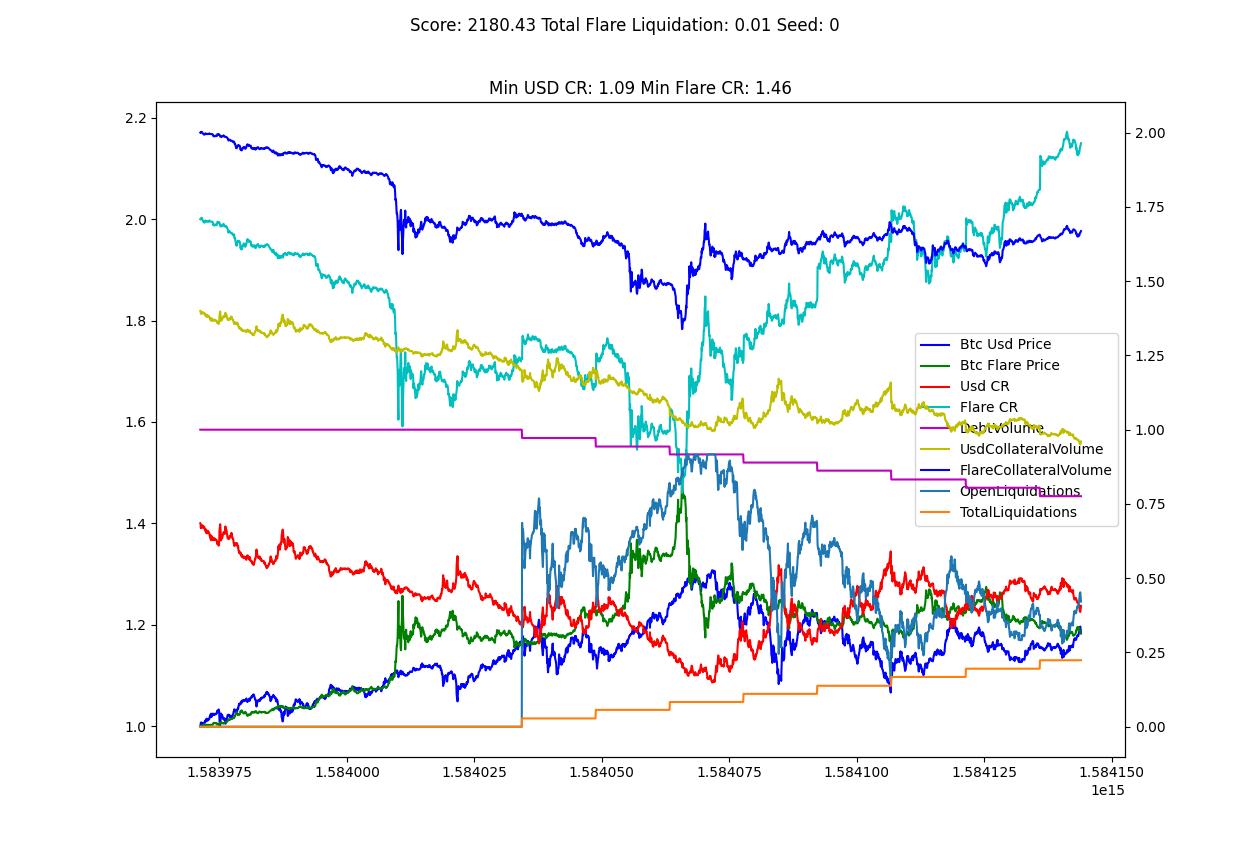 Score: 2180.43 Total Flare Liquidation: 0.01 Seed: 0
Min USD CR: 1.09 Min Flare CR: 1.46
2.2
2.0
1.8
1.6
1.4
1.2
1.0
2.00
1.75
1.50
1.25
1.00
0.75
0.50
0.25
0.00
Btc Usd Price
Btc Flare Price
Usd CR
Flare CR
DebtVolume
UsdCollateralVolume
FlareCollateralVolume
OpenLiquidations
TotalLiquidations
1.583975 1.584000 1.584025 1.584050 1.584075 1.584100 1.584125 1.584150
1e15